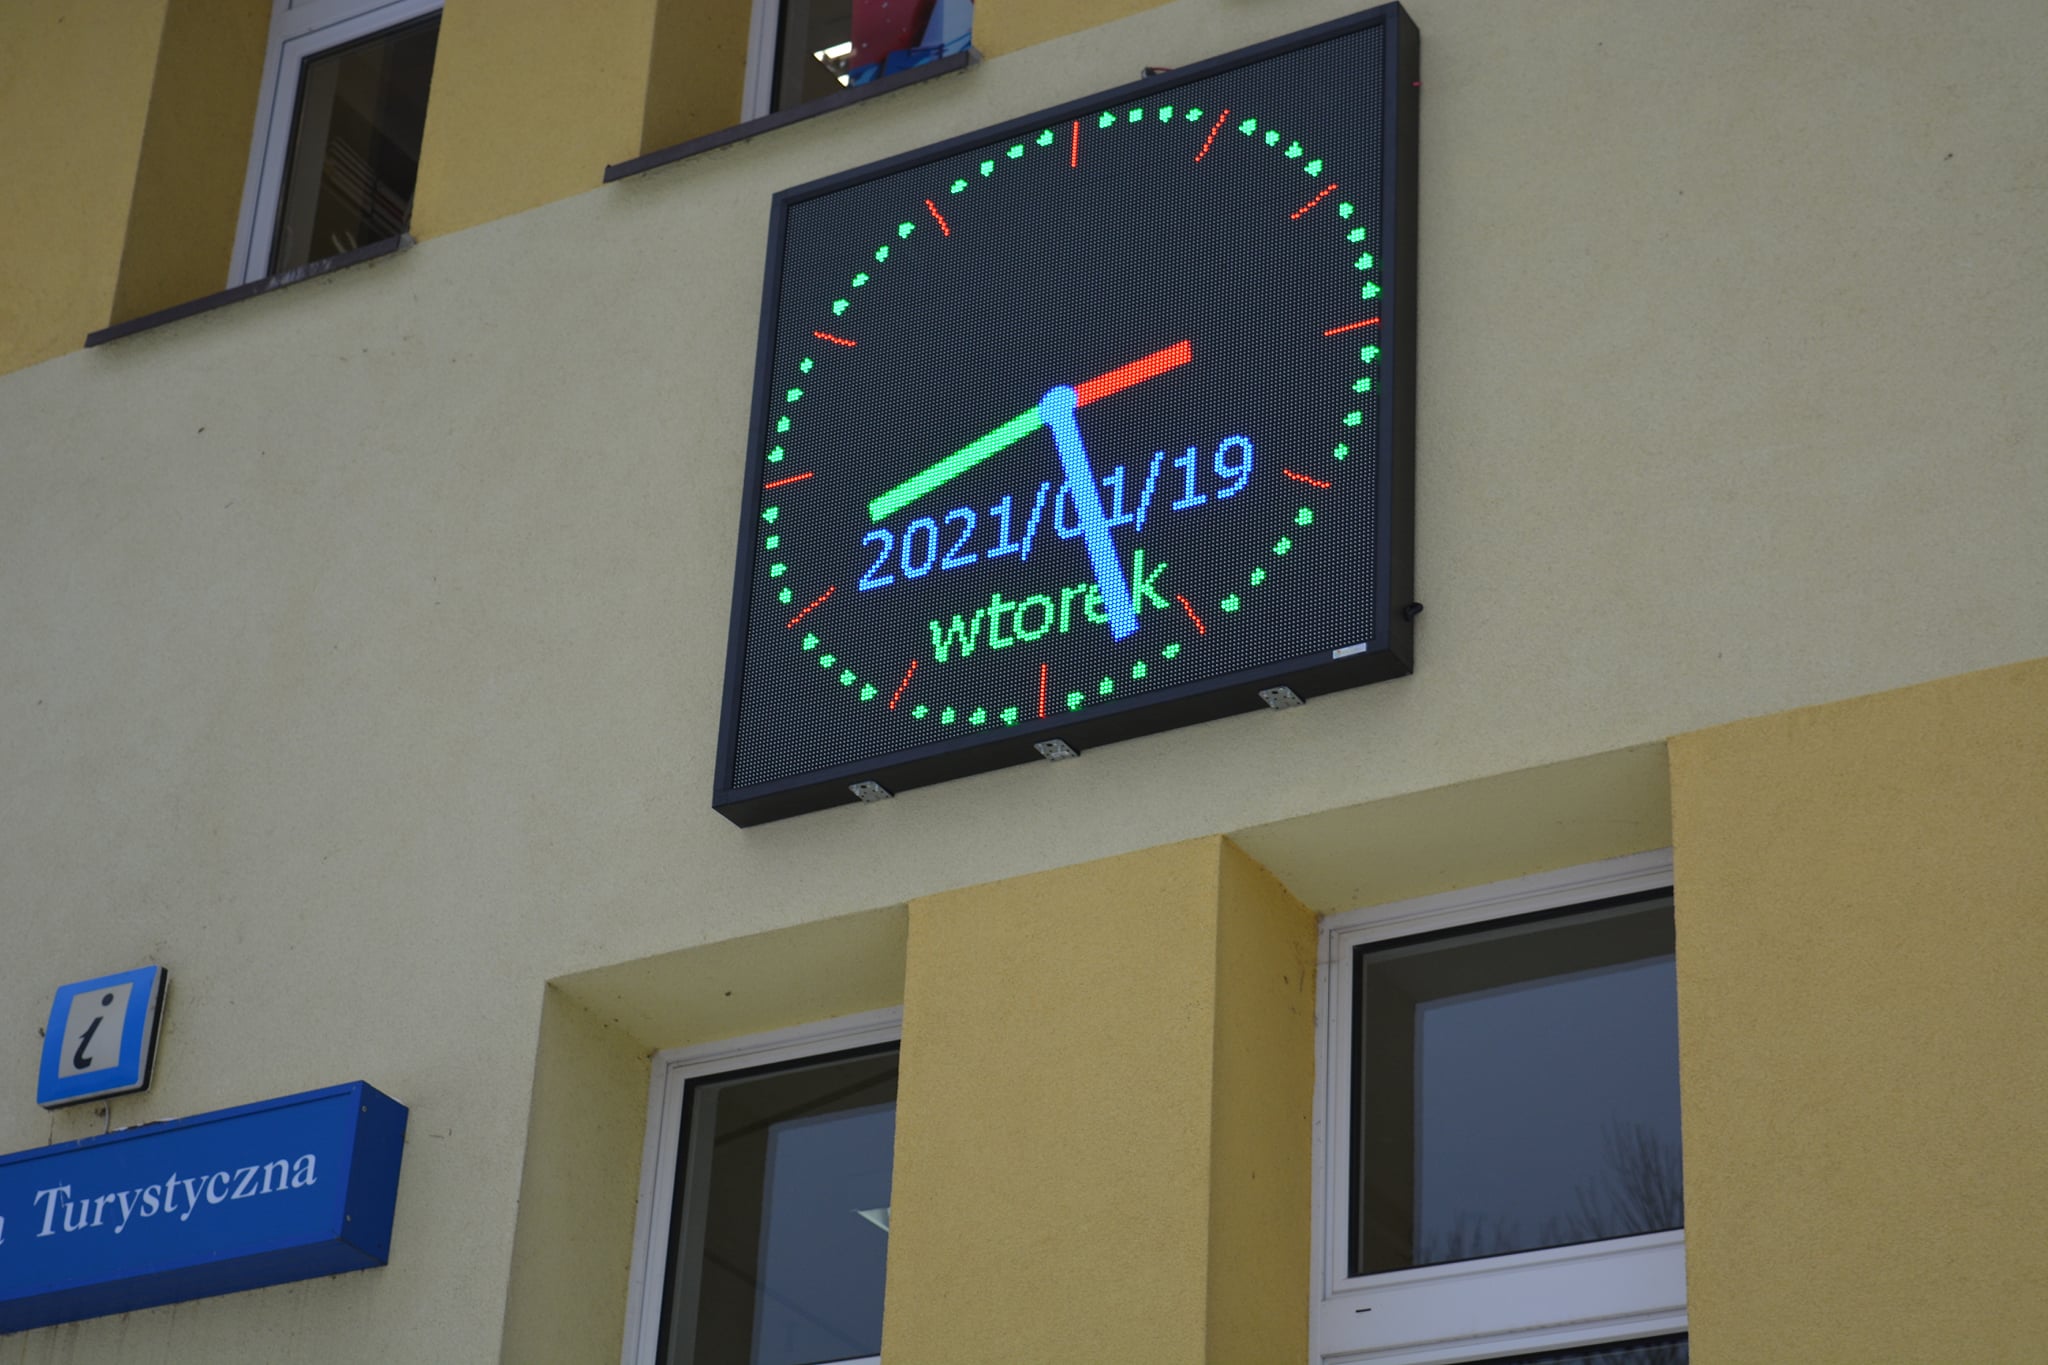 2021/01/19
wtorek
i
Turystyczna